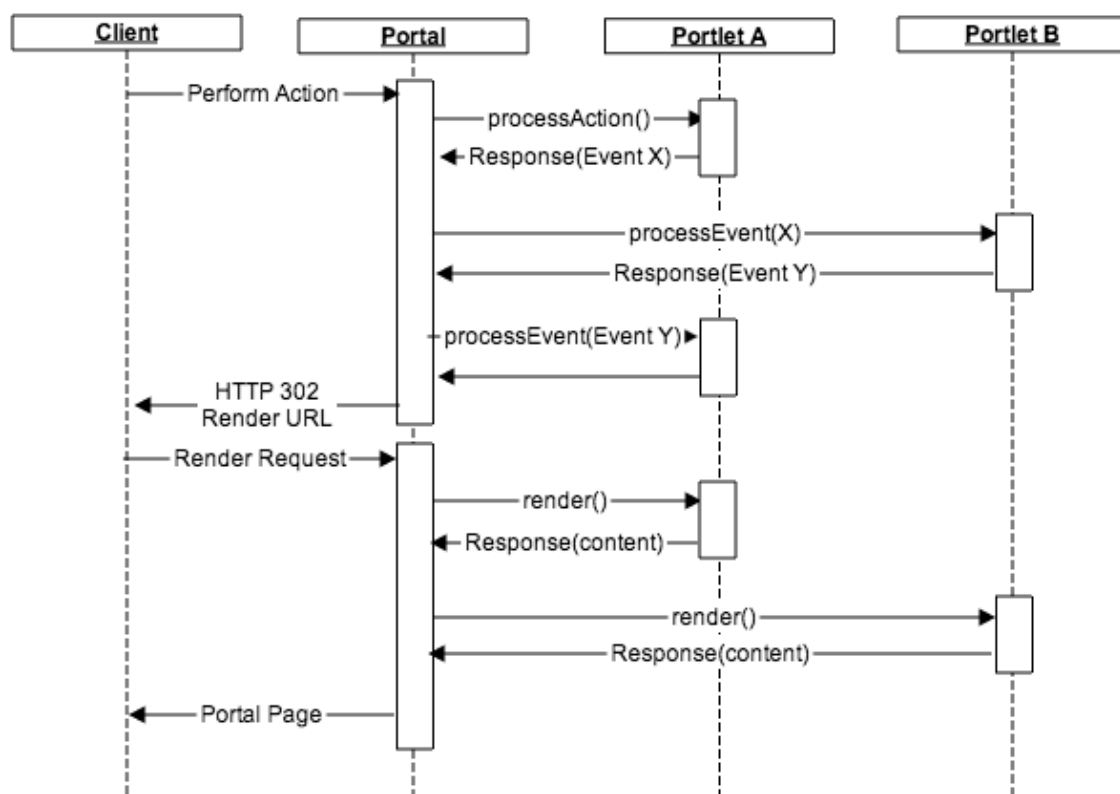 Client
Portal
Portlet A
Portlet B
Perform Action
processAction()
Response(Event X)
processEvent(X)
Response(Event Y)
processEvent(Event Y)
HTTP 302
Render URL
Render Request
render()
Response(content)
render()
Response(content)
Portal Page